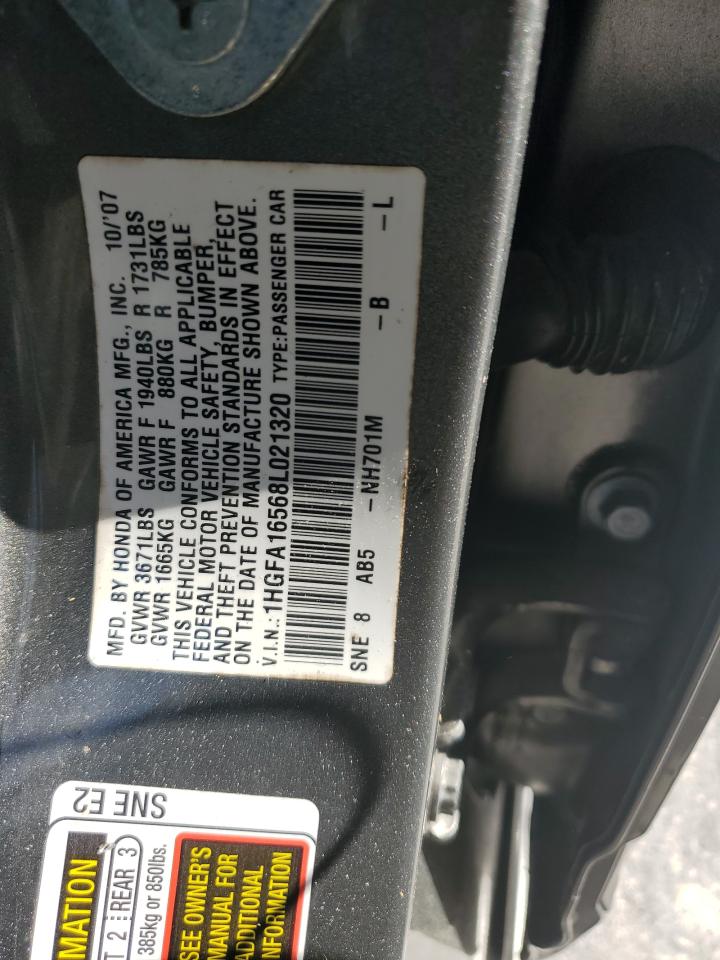 MFD. BY HONDA OF AMERICA MFG., INC. 10/'07
GVWR 3671LBS GAWR F 1940LBS R 1731LBS
GVWR 1665KG GAWR F 880KG R 785KG
THIS VEHICLE CONFORMS TO ALL APPLICABLE
FEDERAL MOTOR VEHICLE SAFETY, BUMPER,
AND THEFT PREVENTION STANDARDS IN EFFECT
ON THE DATE OF MANUFACTURE SHOWN ABOVE.
V.I.N.:1HGFA16568L021320 TYPE:PASSENGER CAR
SNE 8 AB5 -NH701M -B -L
SNE E2
MATION
T 2 REAR 3
385kg or 850lbs.
SEE OWNER'S
MANUAL FOR
ADDITIONAL
NFORMATION